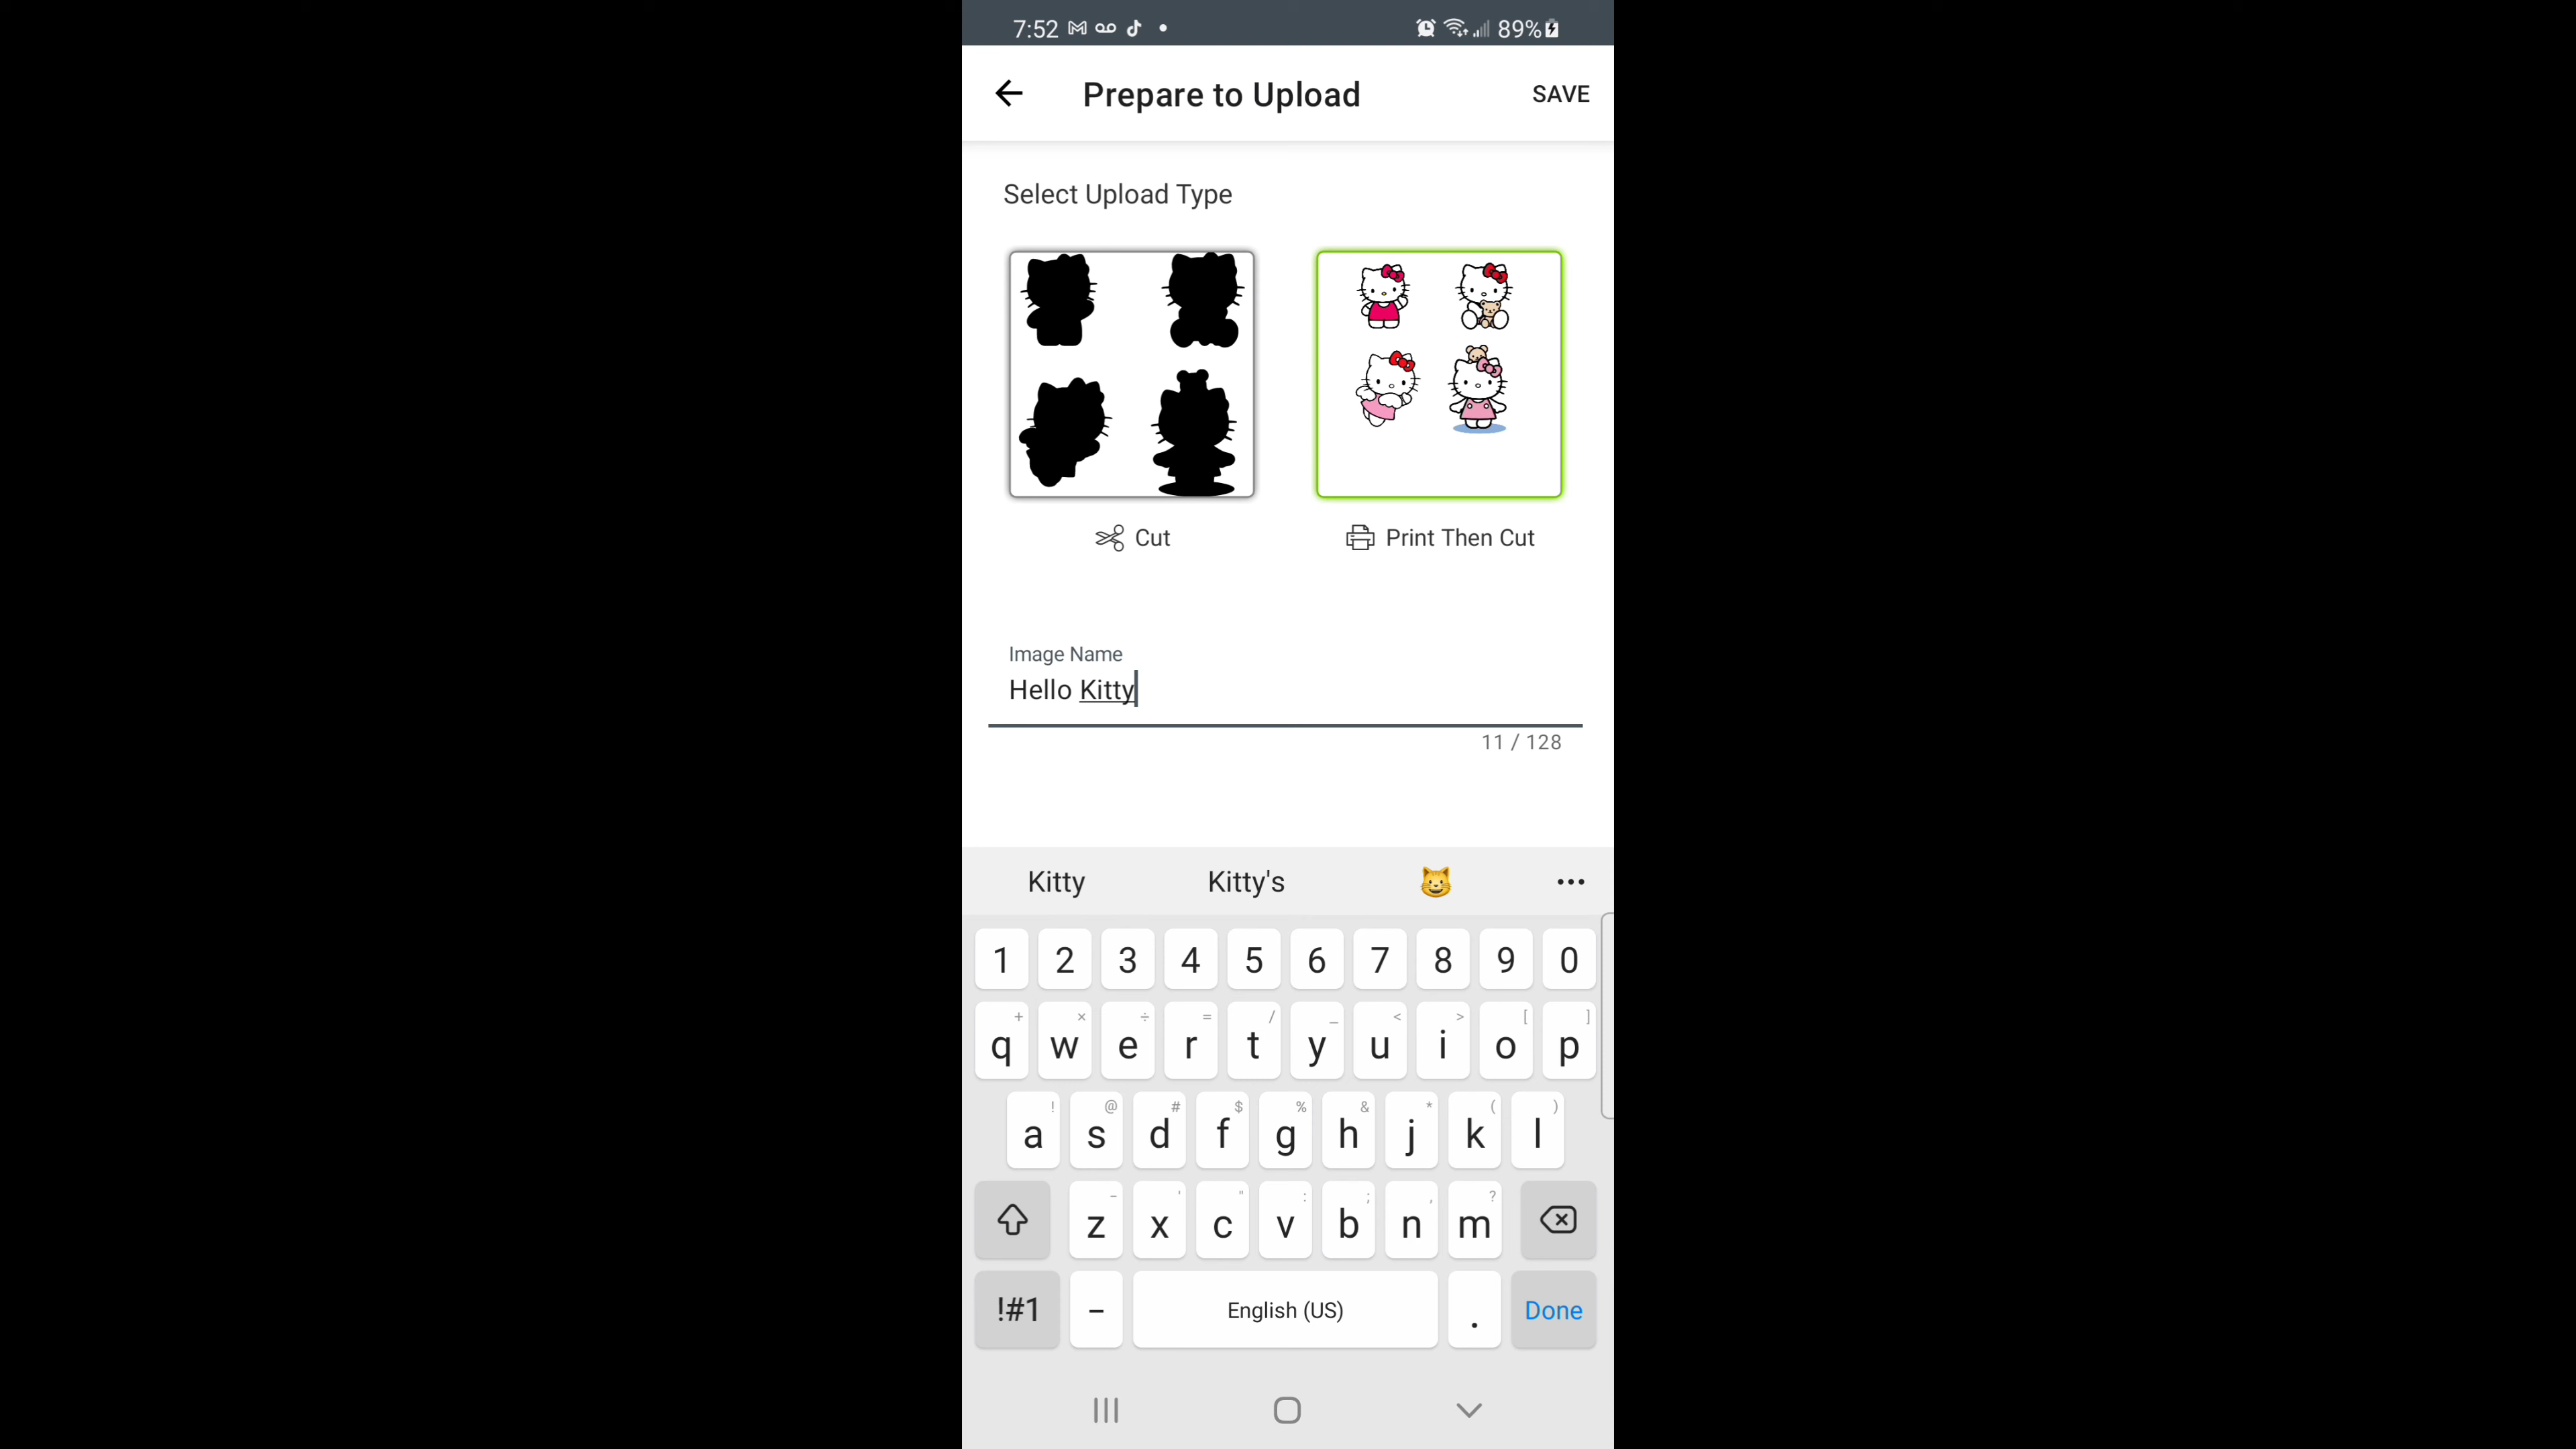 7:52 89%
Prepare to Upload SAVE
Select Upload Type
Cut Print Then Cut
Image Name
Hello Kitty
11 / 128
Kitty Kitty's
1 2 3 4 5 6 7 8 9 0
+ × ÷ = / _ < > [ ]
q w e r t y u i o p
! @ # $ % & * ( )
a s d f g h j k l
- ' " : ; , ?
z x c v b n m
!#1 - English (US) . Done